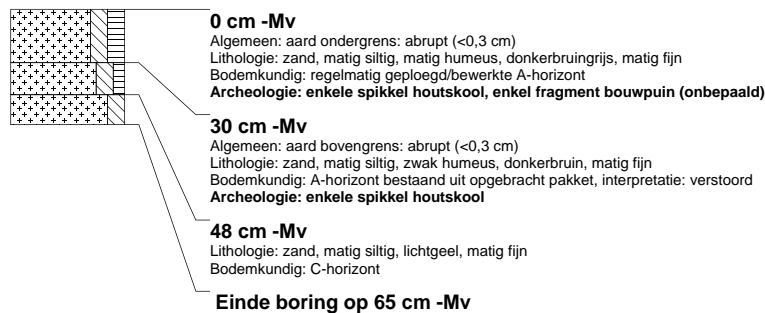 0 cm -Mv
Algemeen: aard ondergrens: abrupt (<0,3 cm)
Lithologie: zand, matig siltig, matig humeus, donkerbruingrijs, matig fijn
Bodemkundig: regelmatig geploegd/bewerkte A-horizont
Archeologie: enkele spikkel houtskool, enkel fragment bouwpuin (onbepaald)
30 cm -Mv
Algemeen: aard bovengrens: abrupt (<0,3 cm)
Lithologie: zand, matig siltig, zwak humeus, donkerbruin, matig fijn
Bodemkundig: A-horizont bestaand uit opgebracht pakket, interpretatie: verstoord
Archeologie: enkele spikkel houtskool
48 cm -Mv
Lithologie: zand, matig siltig, lichtgeel, matig fijn
Bodemkundig: C-horizont
Einde boring op 65 cm -Mv